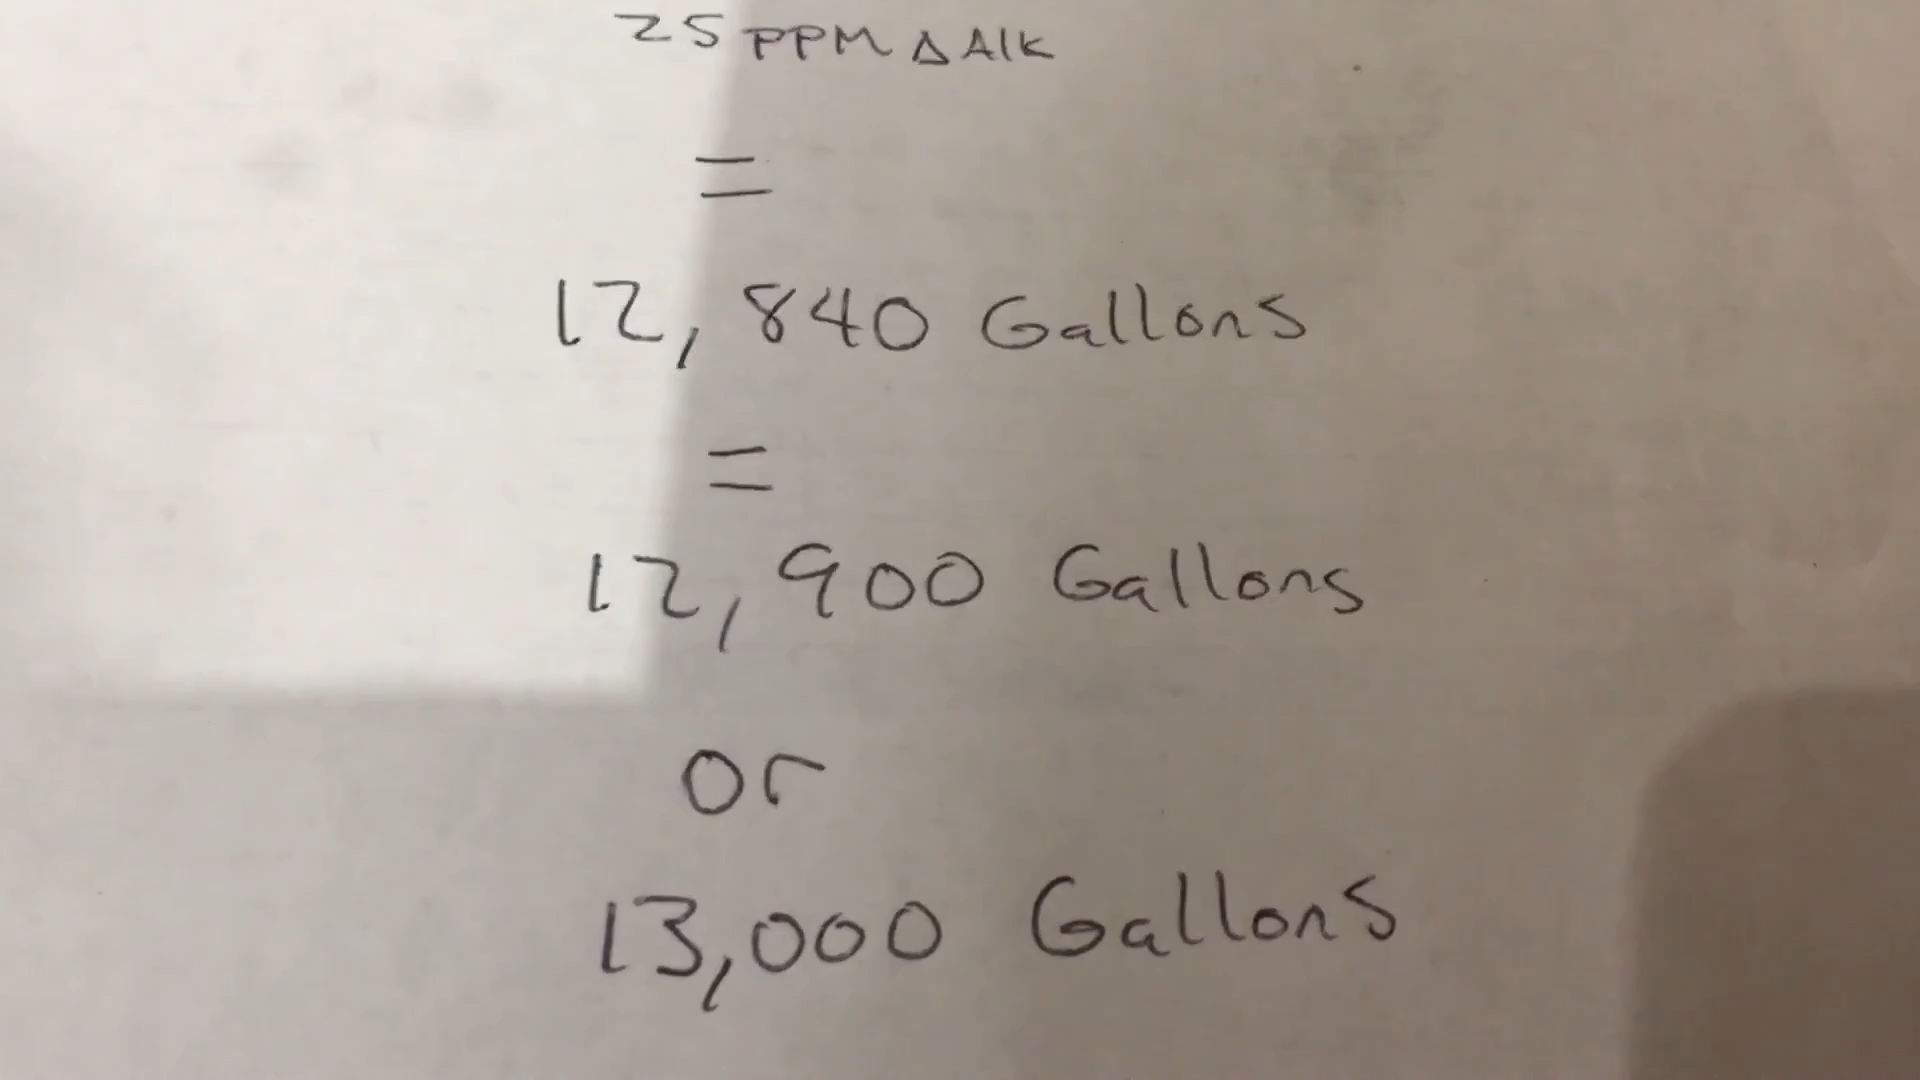 25 PPM Δ Alk
=
12,840 Gallons
=
12,900 Gallons
or
13,000 Gallons